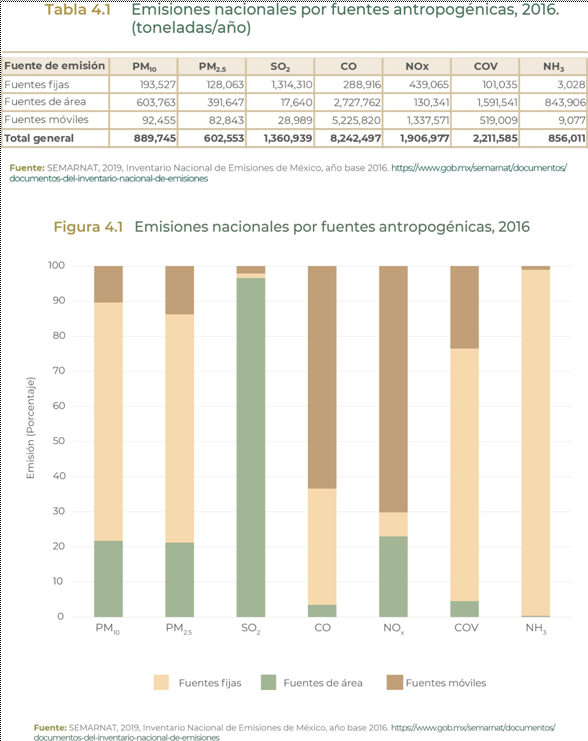 Tabla 4.1 Emisiones nacionales por fuentes antropogénicas, 2016.
(toneladas/año)
Fuente de emisión PM10 PM2.5 SO2 CO NOx COV NH3
Fuentes fijas 193,527 128,063 1,314,310 288,916 439,065 101,035 3,028
Fuentes de área 603,763 391,647 17,640 2,727,762 130,341 1,591,541 843,906
Fuentes móviles 92,455 82,843 28,989 5,225,820 1,337,571 519,009 9,077
Total general 889,745 602,553 1,360,939 8,242,497 1,906,977 2,211,585 856,011
Fuente: SEMARNAT, 2019, Inventario Nacional de Emisiones de México, año base 2016. https://www.gob.mx/semarnat/documentos/
documentos-del-inventario-nacional-de-emisiones
Figura 4.1 Emisiones nacionales por fuentes antropogénicas, 2016
Emisión (Porcentaje)
100
90
80
70
60
50
40
30
20
10
0
PM10 PM2.5 SO2 CO NOx COV NH3
Fuentes fijas Fuentes de área Fuentes móviles
Fuente: SEMARNAT, 2019, Inventario Nacional de Emisiones de México, año base 2016. https://www.gob.mx/semarnat/documentos/
documentos-del-inventario-nacional-de-emisiones